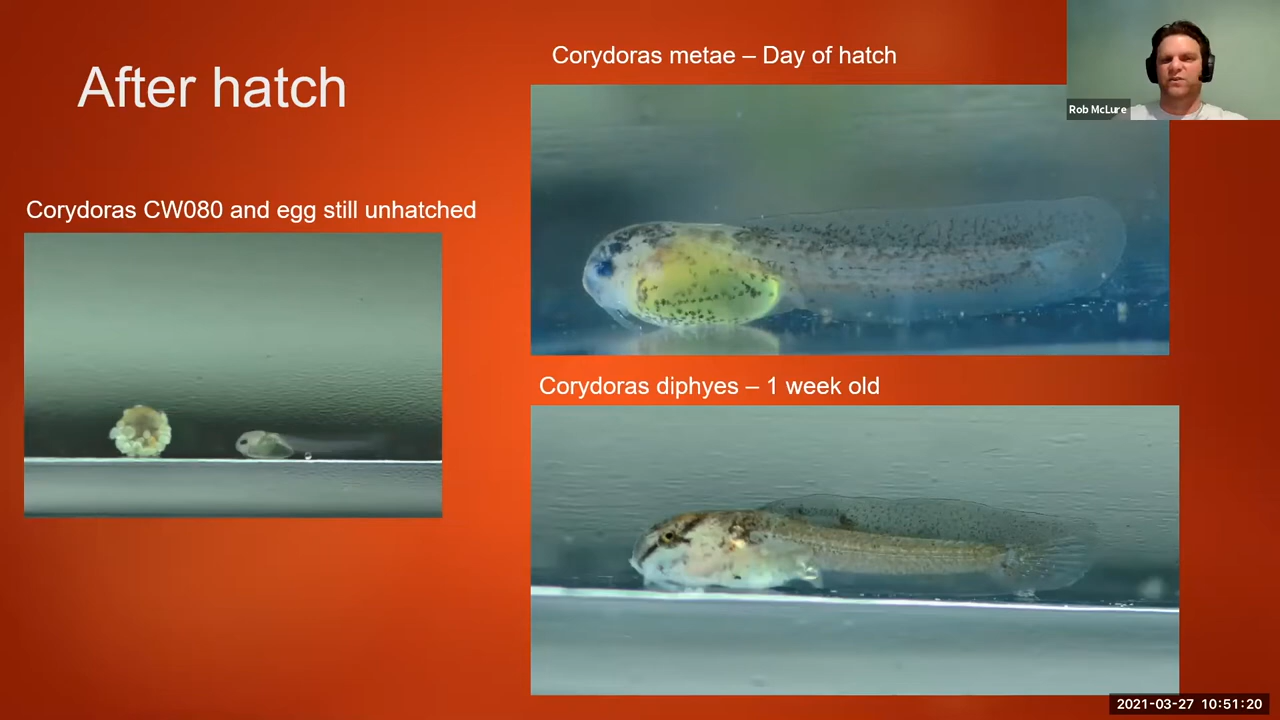 After hatch
Corydoras metae – Day of hatch
Rob McLure
Corydoras CW080 and egg still unhatched
Corydoras diphyes – 1 week old
2021-03-27 10:51:20